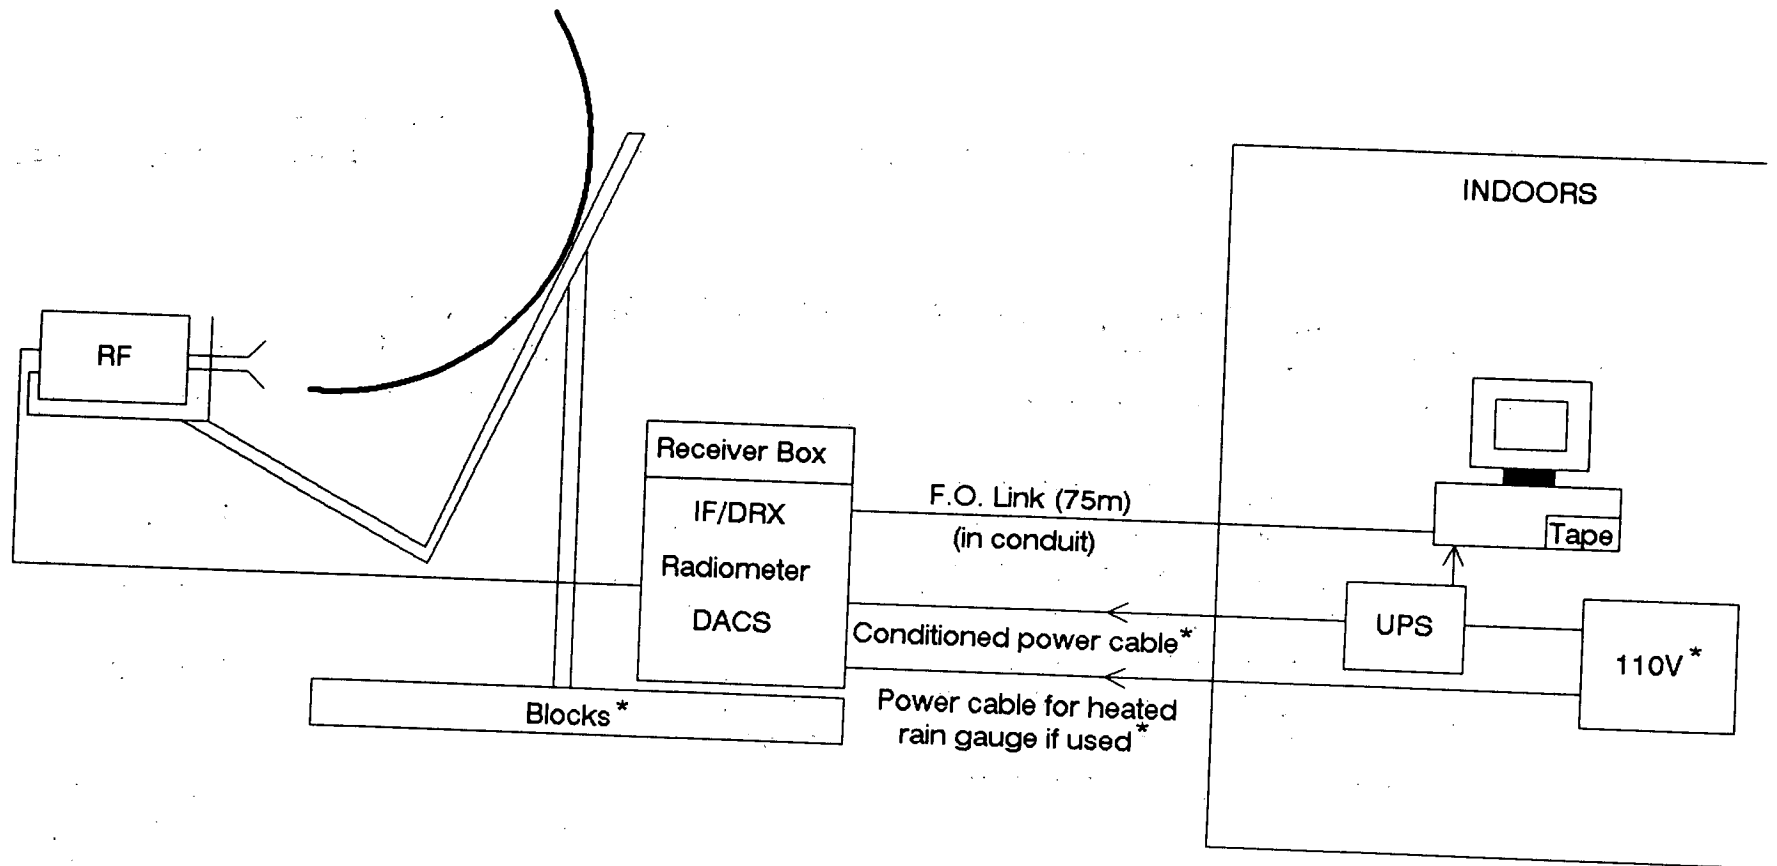 INDOORS
RF
Receiver Box
IF/DRX
Radiometer
DACS
F.O. Link (75m)
(in conduit)
Tape
UPS
Conditioned power cable*
110V*
Blocks*
Power cable for heated
rain gauge if used*